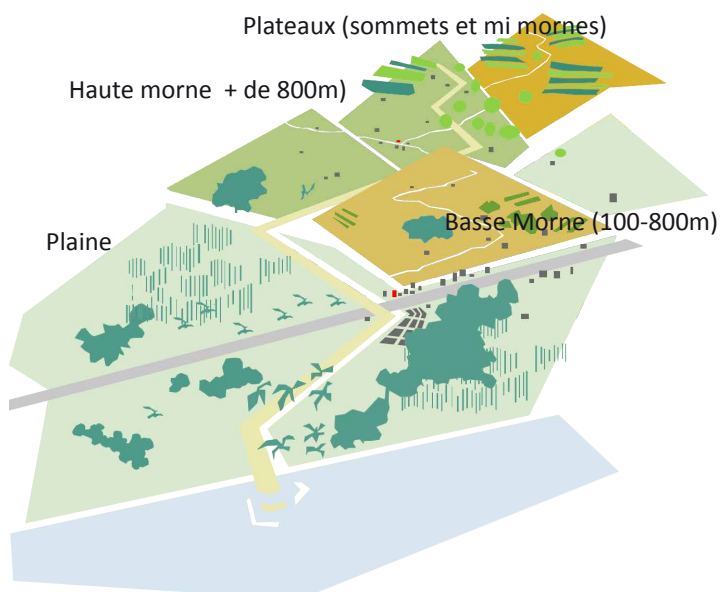 Plateaux (sommets et mi mornes)
Haute morne + de 800m)
Basse Morne (100-800m)
Plaine